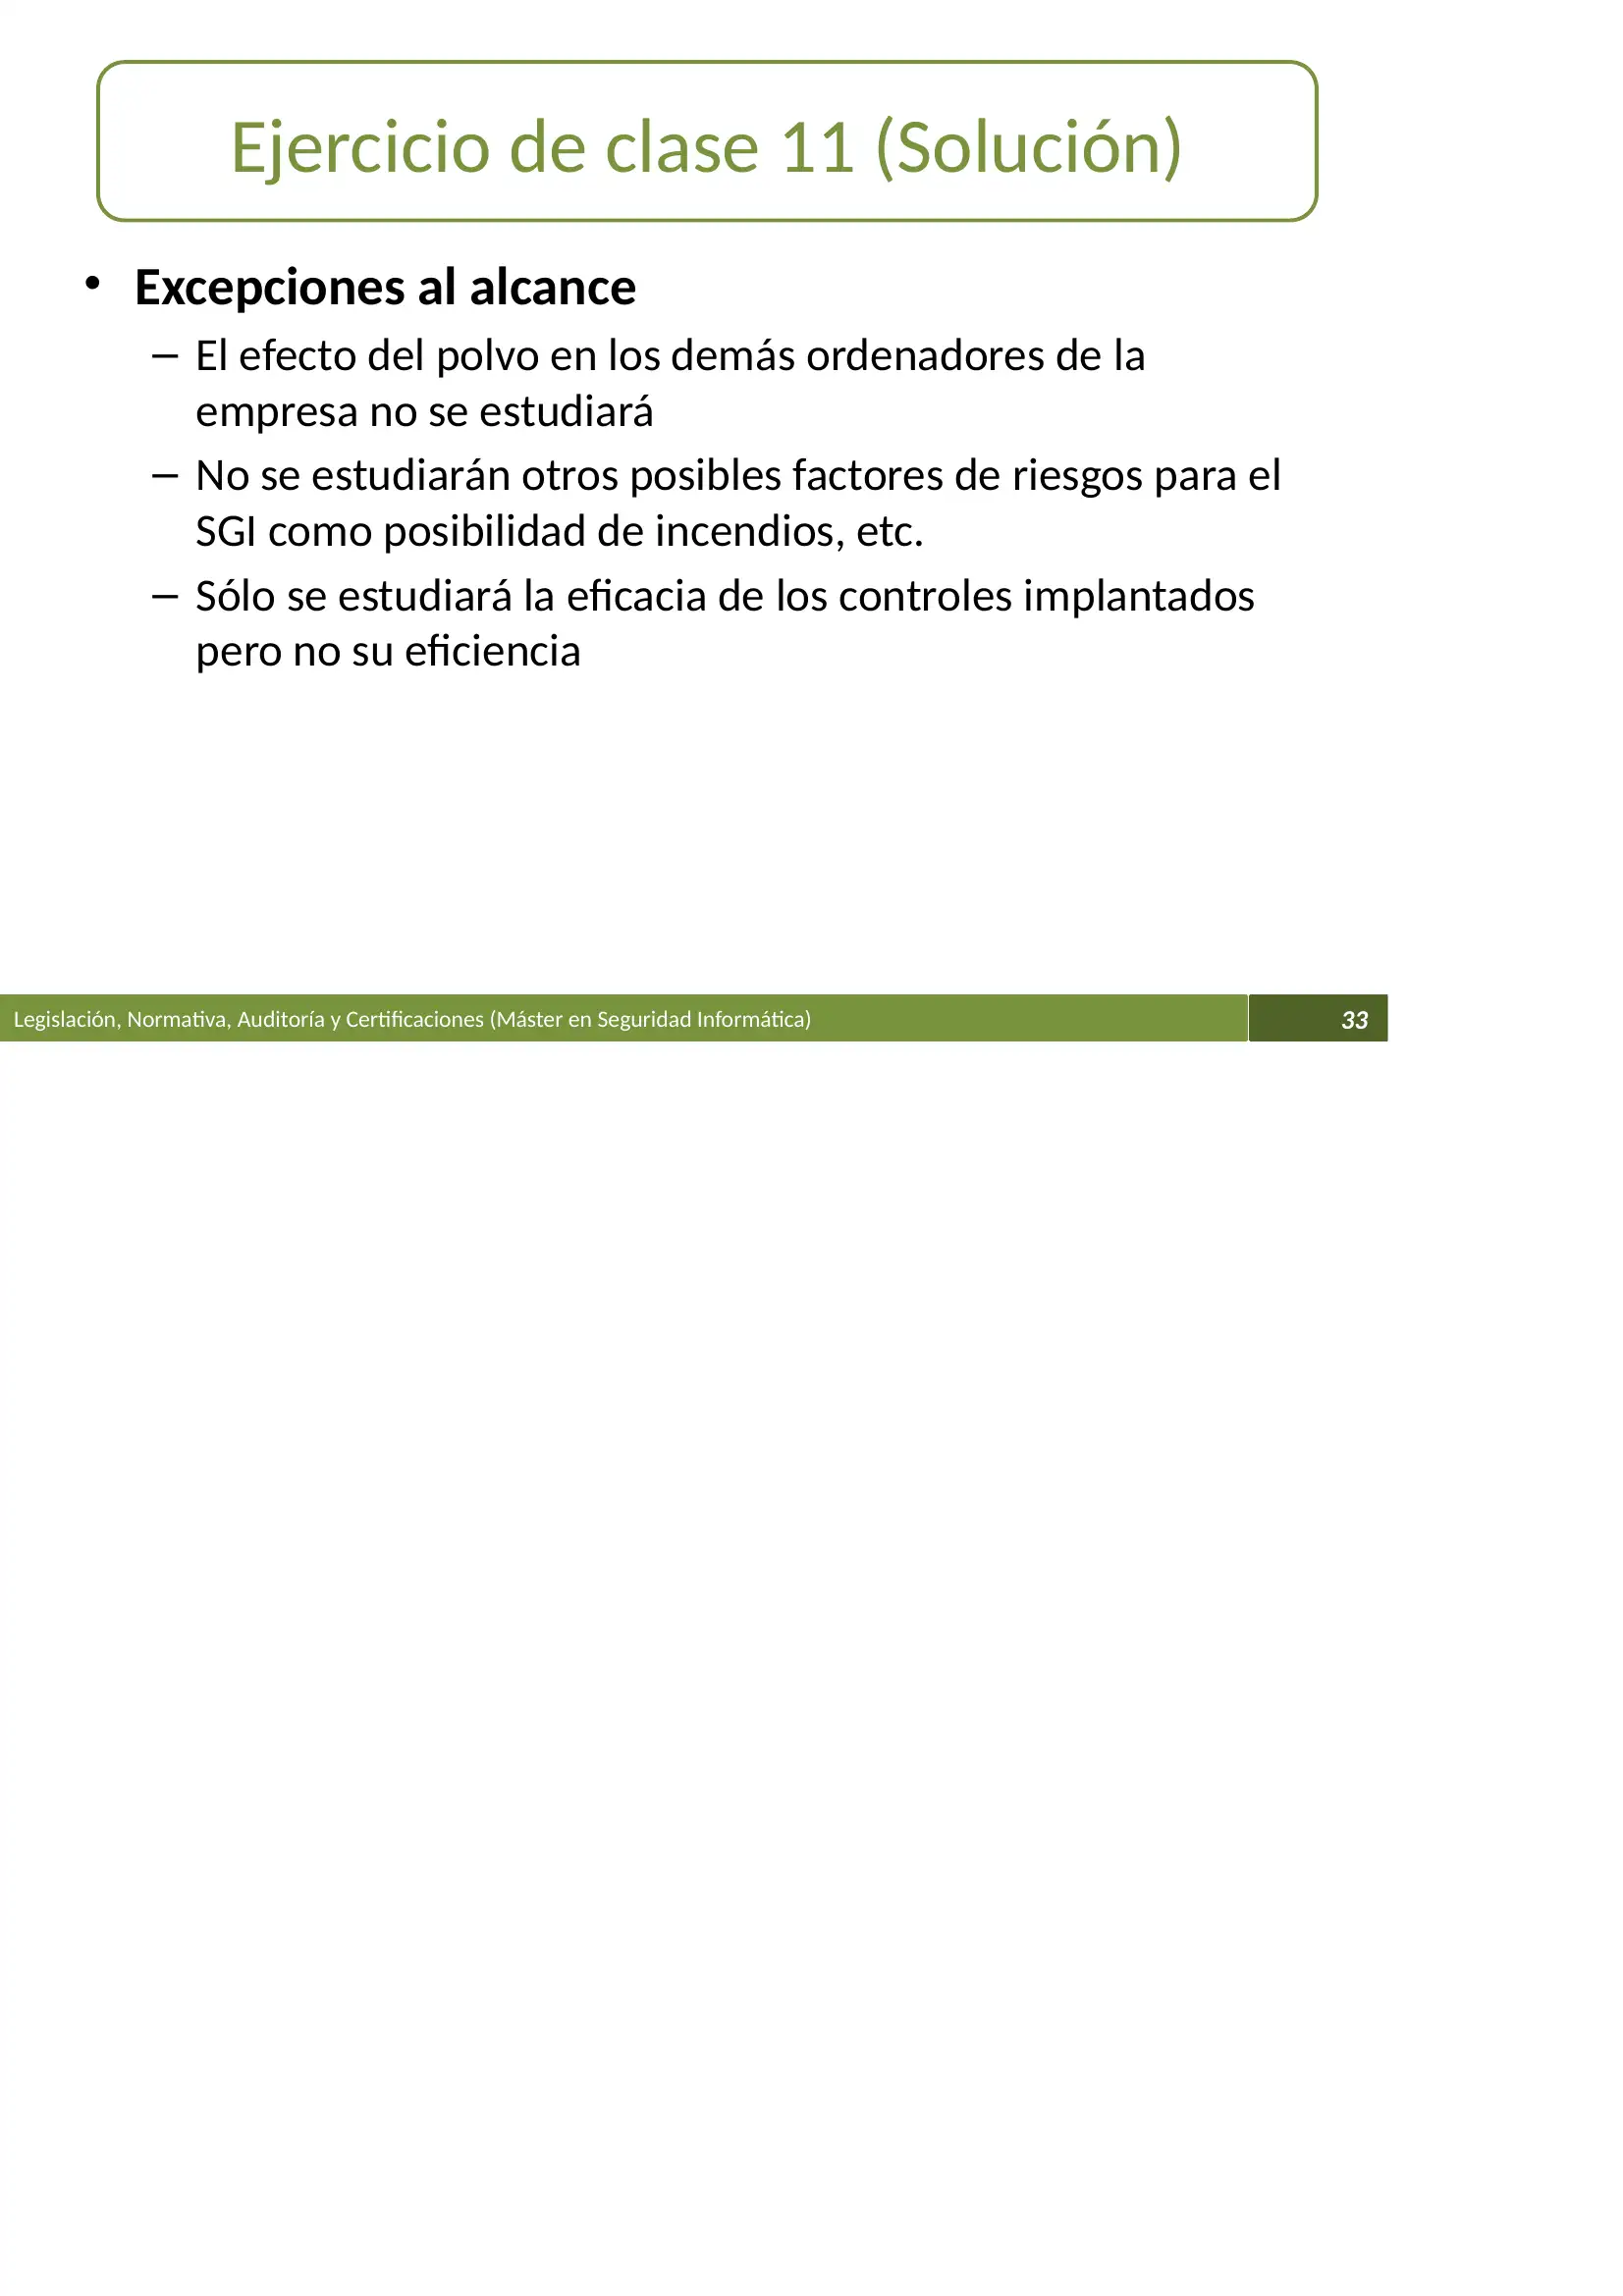 Ejercicio de clase 11 (Solución)
• Excepciones al alcance
– El efecto del polvo en los demás ordenadores de la
empresa no se estudiará
– No se estudiarán otros posibles factores de riesgos para el
SGI como posibilidad de incendios, etc.
– Sólo se estudiará la eficacia de los controles implantados
pero no su eficiencia
Legislación, Normativa, Auditoría y Certificaciones (Máster en Seguridad Informática)
33